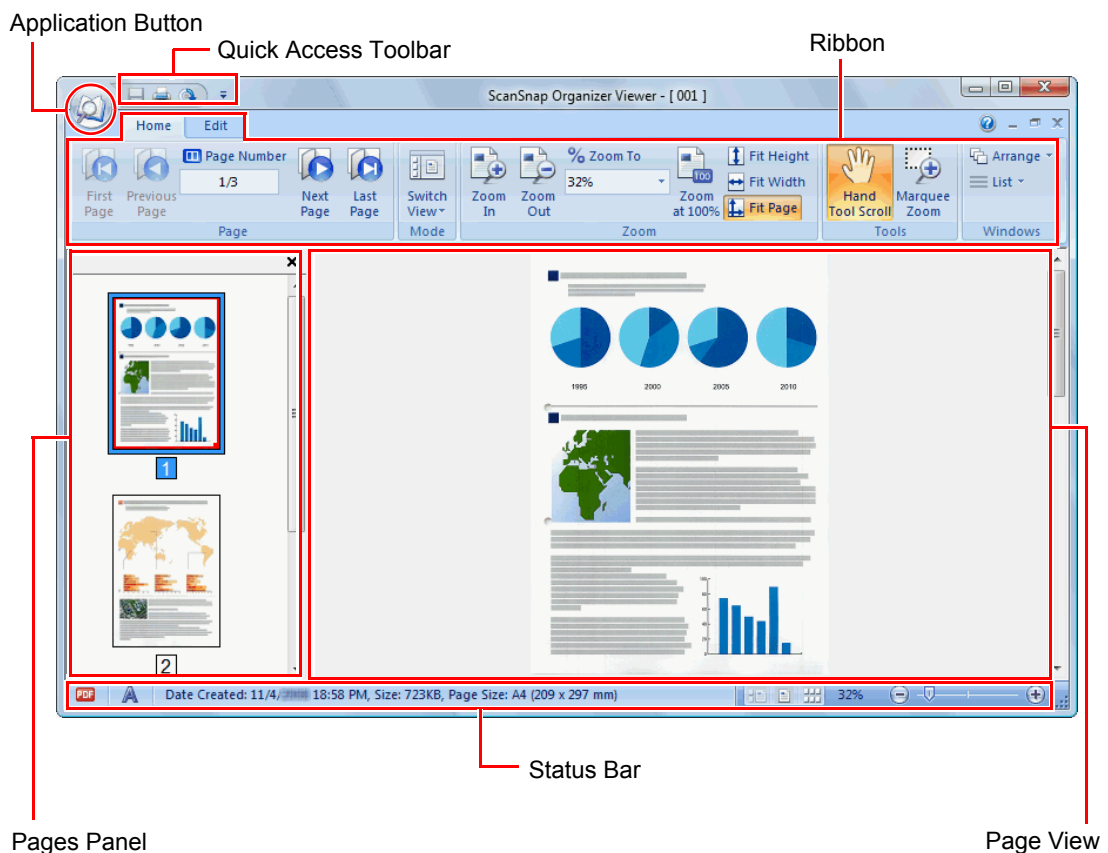 Application Button
Quick Access Toolbar
Ribbon
ScanSnap Organizer Viewer - [ 001 ]
Home Edit
Page Number
1/3
First Page
Previous Page
Next Page
Last Page
Page
Switch View
Mode
Zoom In
Zoom Out
% Zoom To
32%
100
Zoom at 100%
Fit Height
Fit Width
Fit Page
Zoom
Hand Tool Scroll
Marquee Zoom
Tools
Arrange
List
Windows
1
2
1995 2000 2005 2010
PDF A Date Created: 11/4/ 18:58 PM, Size: 723KB, Page Size: A4 (209 x 297 mm) 32%
Status Bar
Pages Panel
Page View